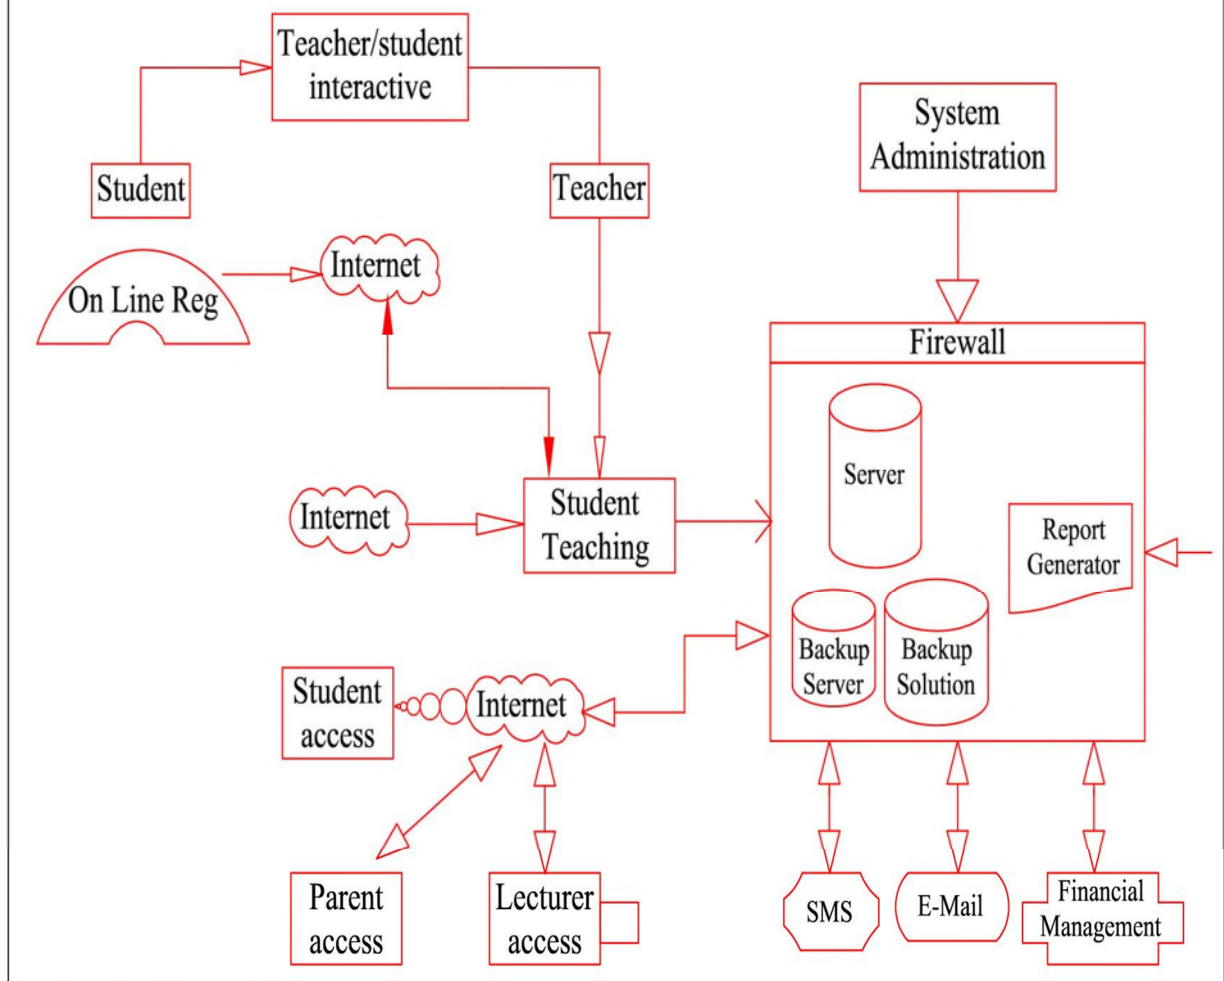 Teacher/student
interactive
System
Administration
Student
Teacher
Internet
On Line Reg
Firewall
Server
Internet
Student
Teaching
Report
Generator
Backup
Server
Backup
Solution
Student
access
Internet
Parent
access
Lecturer
access
SMS
E-Mail
Financial
Management